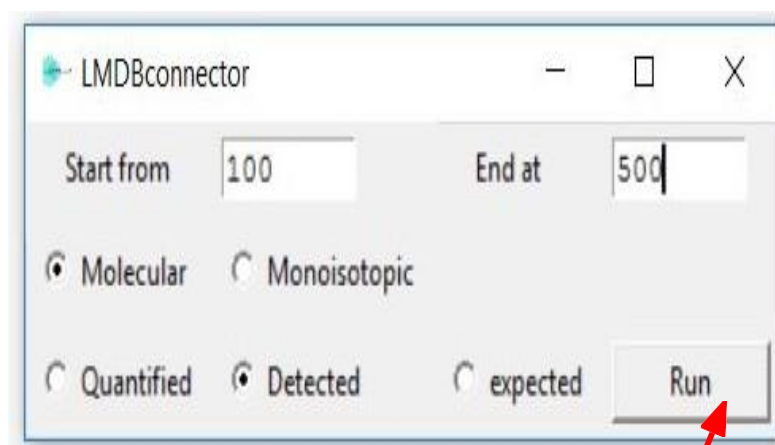 LMDBconnector
Start from 100 End at 500
Molecular Monoisotopic
Quantified Detected expected Run